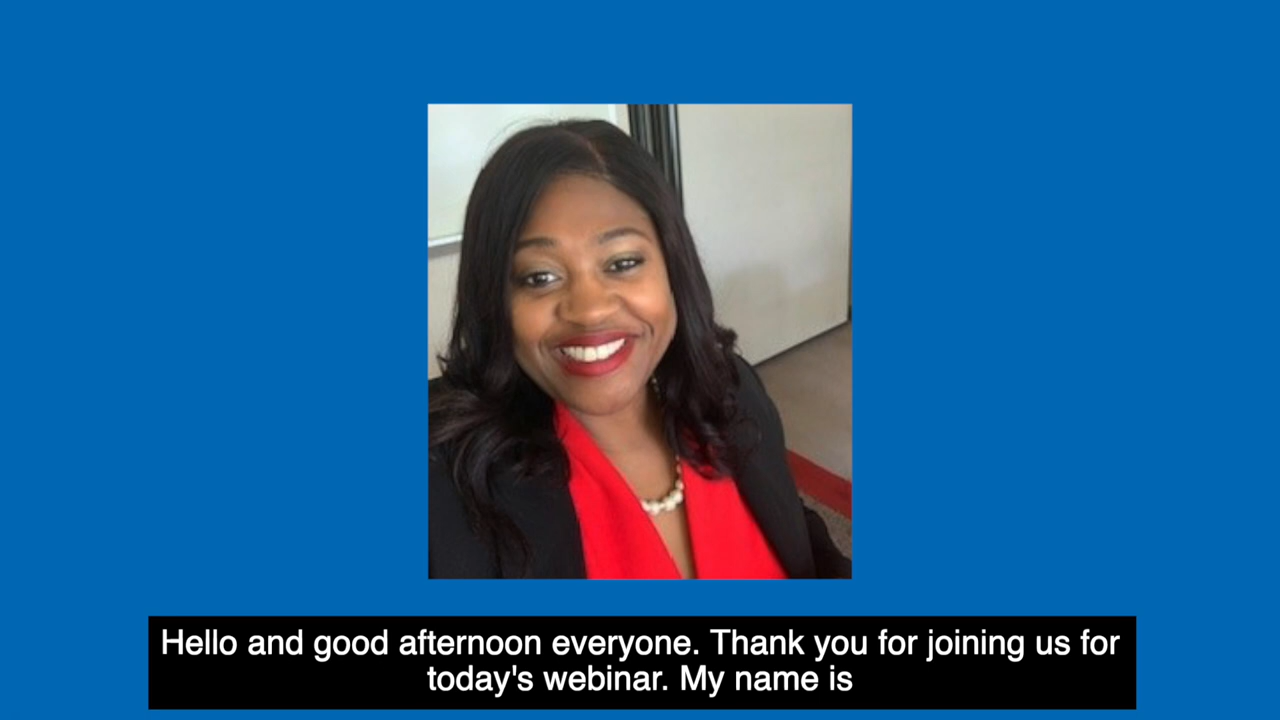 Hello and good afternoon everyone. Thank you for joining us for
today's webinar. My name is